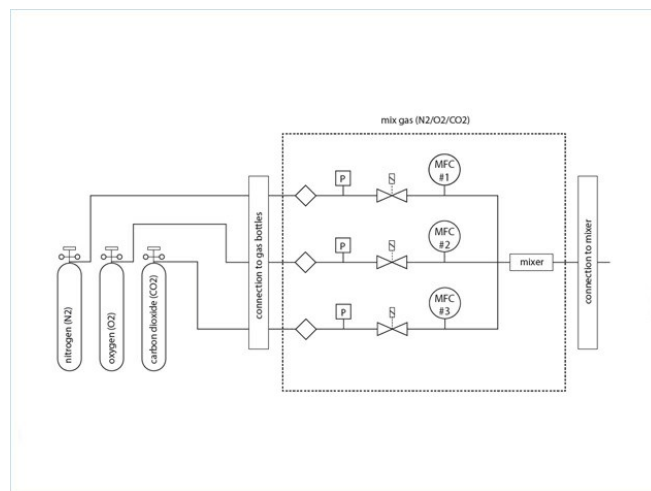 mix gas (N2/O2/CO2)
P
MFC
#1
P
MFC
#2
P
MFC
#3
mixer
connection to gas bottles
connection to mixer
nitrogen (N2)
oxygen (O2)
carbon dioxide (CO2)